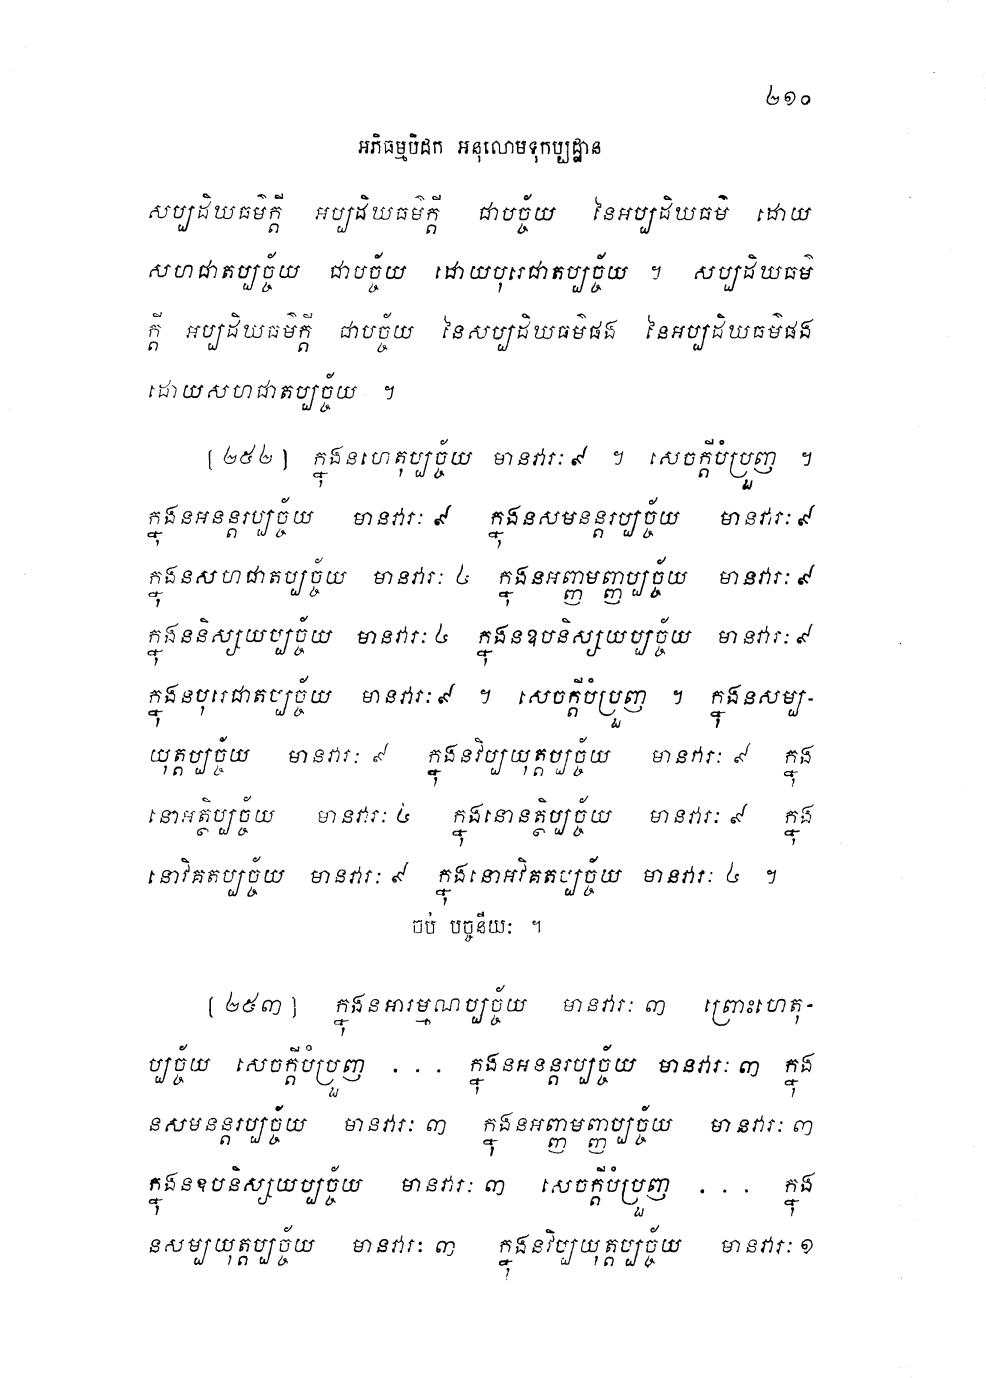 ២១០
អភិធម្មបិដក អនុលោមទុកប្បដ្ឋាន
សប្បដិឃធម៌ក្តី អប្បដិឃធម៌ក្តី ជាបច្ច័យ នៃអប្បដិឃធម៌ ដោយ
សហជាតប្បច្ច័យ ជាបច្ច័យ ដោយបុរេជាតប្បច្ច័យ ។ សប្បដិឃធម៌
ក្តី អប្បដិឃធម៌ក្តី ជាបច្ច័យ នៃសប្បដិឃធម៌ផង នៃអប្បដិឃធម៌ផង
ដោយសហជាតប្បច្ច័យ ។
[២៥២] ក្នុងនហេតុប្បច្ច័យ មានវារៈ ៩ ។ សេចក្តីបំប្រួញ ។
ក្នុងនអនន្តរប្បច្ច័យ មានវារៈ ៩ ក្នុងនសមនន្តរប្បច្ច័យ មានវារៈ ៩
ក្នុងនសហជាតប្បច្ច័យ មានវារៈ ៤ ក្នុងនអញ្ញមញ្ញប្បច្ច័យ មានវារៈ ៩
ក្នុងននិស្សយប្បច្ច័យ មានវារៈ ៤ ក្នុងនឧបនិស្សយប្បច្ច័យ មានវារៈ ៩
ក្នុងនបុរេជាតប្បច្ច័យ មានវារៈ ៩ ។ សេចក្តីបំប្រួញ ។ ក្នុងនសម្ប-
យុត្តប្បច្ច័យ មានវារៈ ៩ ក្នុងនវិប្បយុត្តប្បច្ច័យ មានវារៈ ៩ ក្នុង
នោអត្ថិប្បច្ច័យ មានវារៈ ៤ ក្នុងនោនត្ថិប្បច្ច័យ មានវារៈ ៩ ក្នុង
នោវិគតប្បច្ច័យ មានវារៈ ៩ ក្នុងនោអវិគតប្បច្ច័យ មានវារៈ ៤ ។
ចប់ បច្ចនីយៈ ។
[២៥៣] ក្នុងនអារម្មណប្បច្ច័យ មានវារៈ ៣ ព្រោះហេតុ-
ប្បច្ច័យ សេចក្តីបំប្រួញ ... ក្នុងនអនន្តរប្បច្ច័យ មានវារៈ ៣ ក្នុង
នសមនន្តរប្បច្ច័យ មានវារៈ ៣ ក្នុងនអញ្ញមញ្ញប្បច្ច័យ មានវារៈ ៣
ក្នុងនឧបនិស្សយប្បច្ច័យ មានវារៈ ៣ សេចក្តីបំប្រួញ ... ក្នុង
នសម្បយុត្តប្បច្ច័យ មានវារៈ ៣ ក្នុងនវិប្បយុត្តប្បច្ច័យ មានវារៈ ១